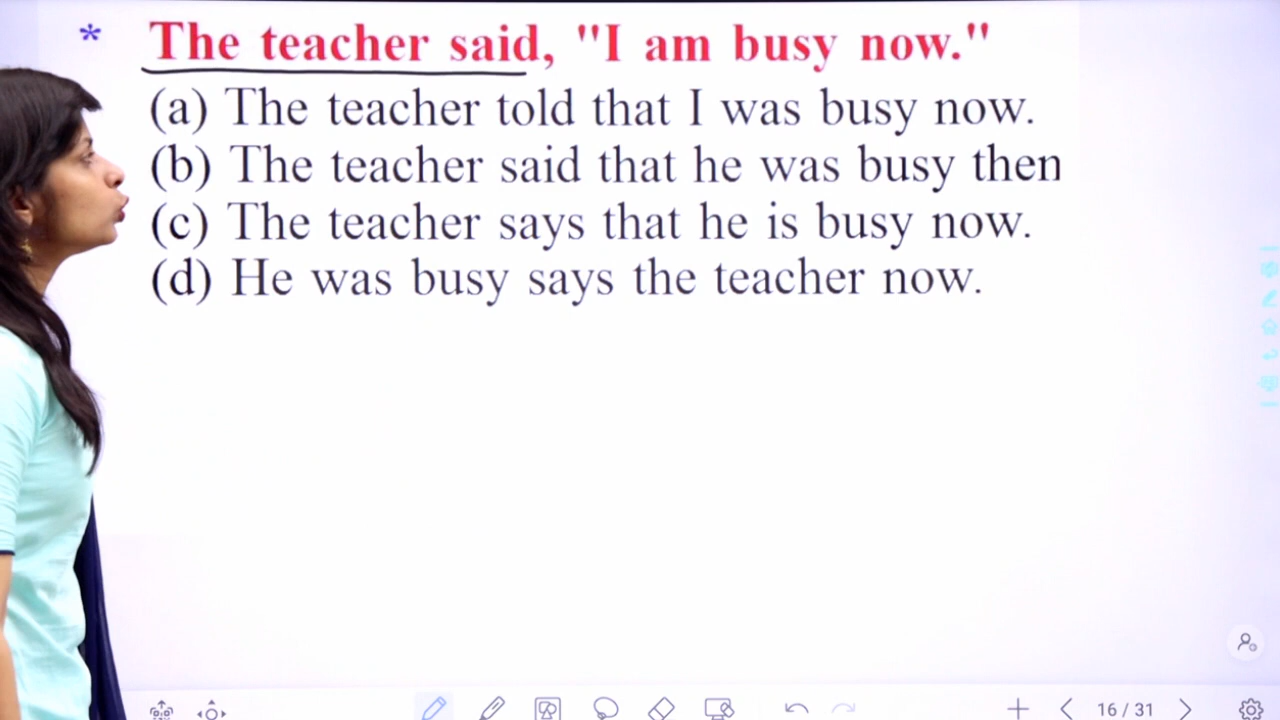 * The teacher said, "I am busy now."
(a) The teacher told that I was busy now.
(b) The teacher said that he was busy then
(c) The teacher says that he is busy now.
(d) He was busy says the teacher now.
16 / 31